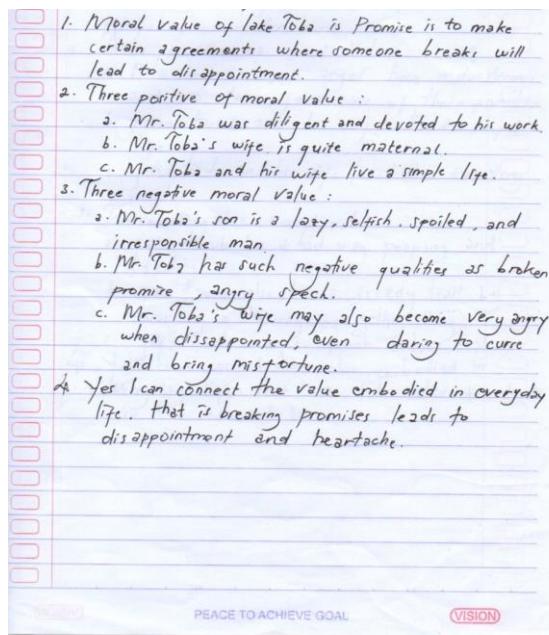 1. Moral value of lake Toba is Promise is to make
certain agreements where someone breaks will
lead to disappointment.
2. Three positive of moral value :
a. Mr. Toba was diligent and devoted to his work.
b. Mr. Toba's wife is quite maternal.
c. Mr. Toba and his wife live a simple life.
3. Three negative moral value :
a. Mr. Toba's son is a lazy, selfish, spoiled, and
irresponsible man
b. Mr. Toba has such negative qualities as broken
promise, angry spech.
c. Mr. Toba's wife may also become very angry
when dissappointed, even daring to curse
and bring misfortune.
4. Yes I can connect the value embodied in everyday
life. that is breaking promises leads to
disappointment and heartache.
PEACE TO ACHIEVE GOAL
VISION